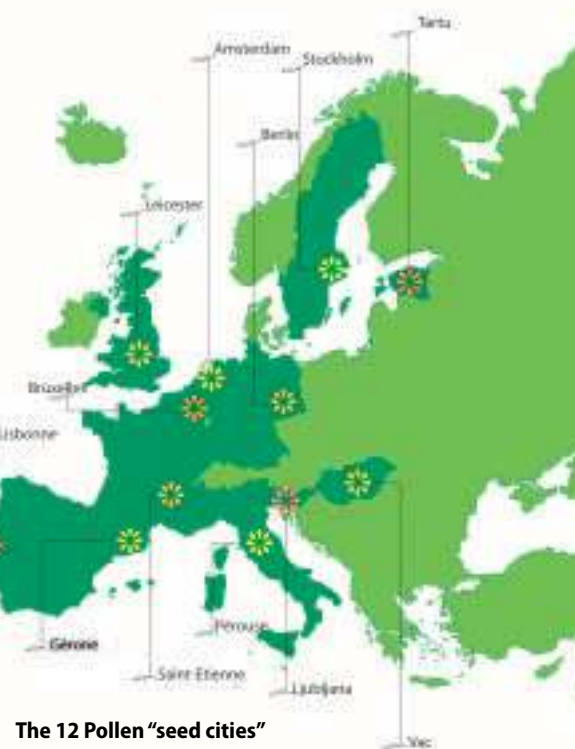 Tartu
Amsterdam
Stockholm
Berlin
Leicester
Bruxelles
Lisbonne
Pérouse
Gérone
Saint Etienne
Ljubljana
Vac
The 12 Pollen “seed cities”